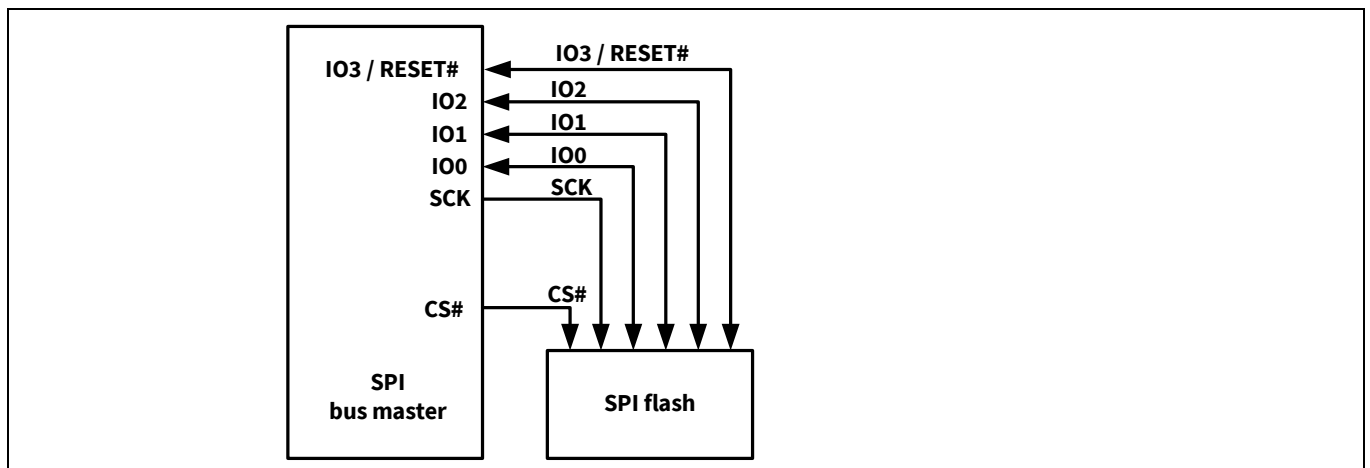 IO3 / RESET#
IO3 / RESET#
IO2
IO2
IO1
IO1
IO0
IO0
SCK
SCK
CS#
CS#
SPI
bus master
SPI flash